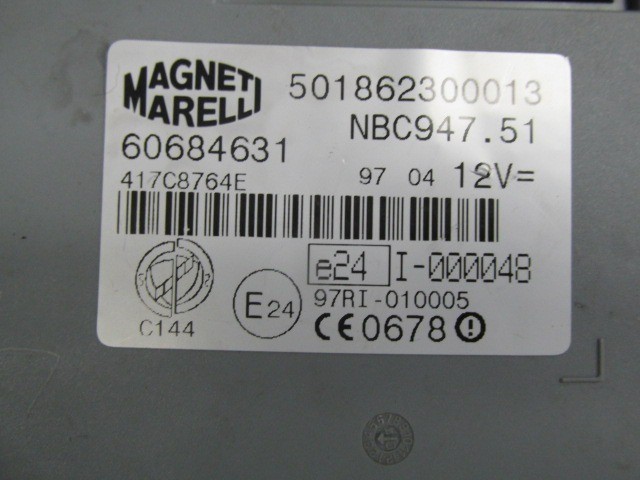 MAGNETI
MARELLI
501862300013
NBC947.51
60684631
417C8764E
97 04 12V=
e24 I-000048
E24
97RI-010005
C144
CE0678